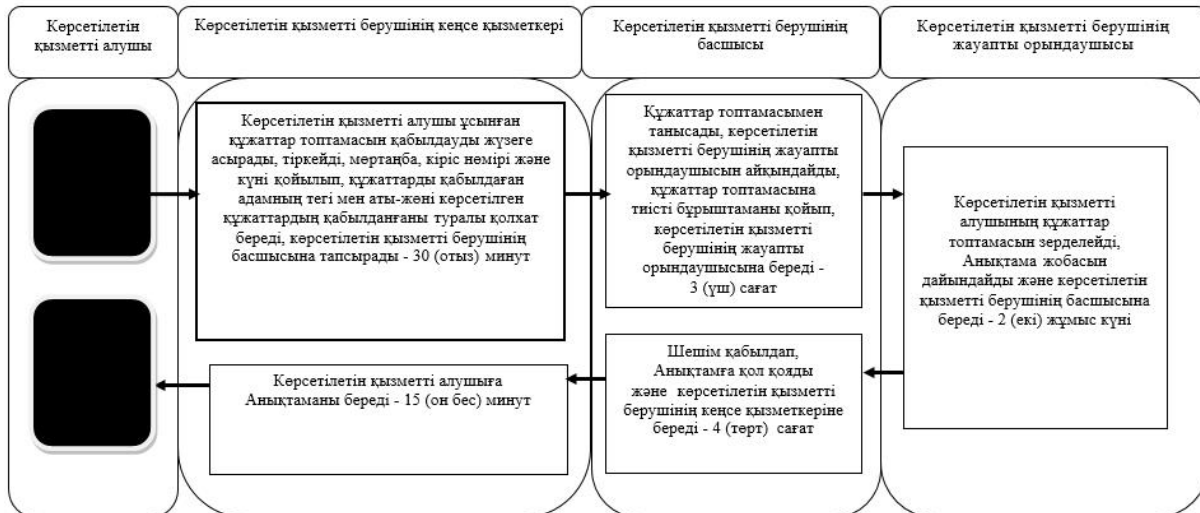 Көрсетілетін
қызметті алушы
Көрсетілетін қызметті берушінің кеңсе қызметкері
Көрсетілетін қызметті берушінің
басшысы
Көрсетілетін қызметті берушінің
жауапты орындаушысы
Көрсетілетін қызметті алушы ұсынған
құжаттар топтамасын қабылдауды жүзеге
асырады, тіркейді, мөртаңба, кіріс нөмірі және
күні қойылып, құжаттарды қабылдаған
адамның тегі мен аты-жөні көрсетілген
құжаттардың қабылданғаны туралы қолхат
береді, көрсетілетін қызметті берушінің
басшысына тапсырады - 30 (отыз) минут
Құжаттар топтамасымен
танысады, көрсетілетін
қызметті берушінің жауапты
орындаушысын айқындайды,
құжаттар топтамасына
тиісті бұрыштаманы қойып,
көрсетілетін қызметті
берушінің жауапты
орындаушысына береді -
3 (үш) сағат
Көрсетілетін қызметті
алушының құжаттар
топтамасын зерделейді,
Анықтама жобасын
дайындайды және көрсетілетін
қызметті берушінің басшысына
береді - 2 (екі) жұмыс күні
Шешім қабылдап,
Анықтамға қол қояды
және көрсетілетін қызметті
берушінің кеңсе қызметкеріне
береді - 4 (төрт) сағат
Көрсетілетін қызметті алушыға
Анықтаманы береді - 15 (он бес) минут